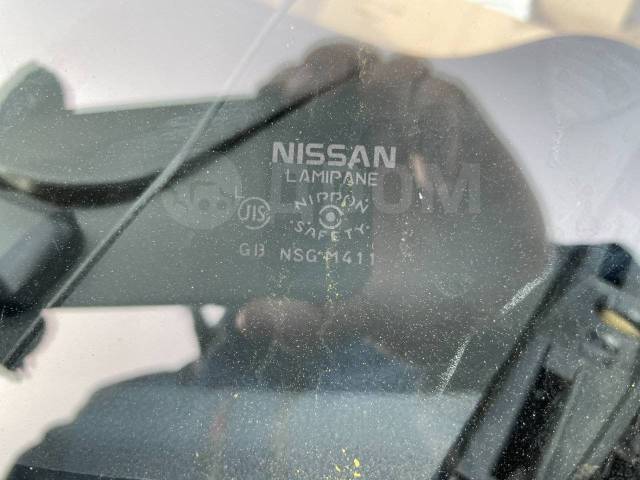 NISSAN
LAMIPANE
L
JIS
NIPPON
SAFETY
GB NSG M411